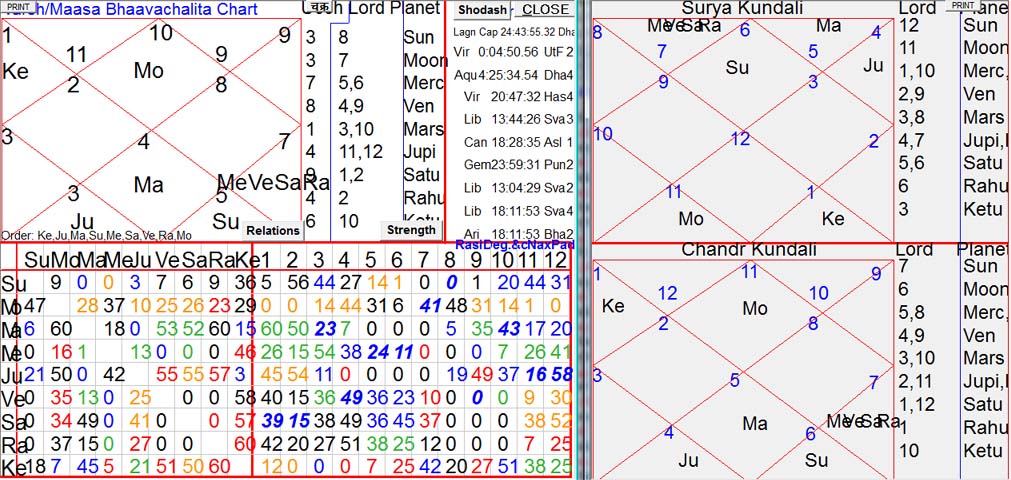 PRINT
Varsh/Maasa Bhaavachalita Chart
चक्र
Lord Planet
1 10 9
11 9
Ke Mo
2 8
3 4 7
Ma MeVeSaRa
3 5
Ju Su
Order: Ke,Ju,Ma,Su,Me,Sa,Ve,Ra,Mo
Relations
Strength
3 8 Sun
3 7 Moon
7 5,6 Merc
8 4,9 Ven
1 3,10 Mars
4 11,12 Jupi
9 1,2 Satu
4 2 Rahu
6 10 Ketu
Shodash CLOSE
Lagn Cap 24:43:55.32 Dha
Vir 0:04:50.56 UtF 2
Aqu 4:25:34.54 Dha4
Vir 20:47:32 Has4
Lib 13:44:26 Sva3
Can 18:28:35 Asl 1
Gem 23:59:31 Pun2
Lib 13:04:29 Sva2
Lib 18:11:53 Sva4
Ari 18:11:53 Bha2
RasiDeg.&cNaxPad
Su Mo Ma Me Ju Ve Sa Ra Ke 1 2 3 4 5 6 7 8 9 10 11 12
Su 9 0 0 3 7 6 9 36 5 56 44 27 14 1 0 0 1 20 44 31
Mo 47 28 37 10 25 26 23 29 0 0 14 44 31 6 41 48 31 0 0 0
Ma 6 60 18 0 53 52 60 15 60 50 23 7 0 0 0 5 35 43 17 20
Me 0 16 1 13 0 0 0 46 26 15 54 38 24 11 0 0 0 7 26 41
Ju 21 50 0 42 55 55 57 3 45 54 11 0 0 0 0 19 49 37 16 58
Ve 0 35 13 0 25 0 0 58 40 15 36 49 36 23 10 0 0 0 9 30
Sa 0 34 49 0 41 0 0 57 39 15 38 49 36 45 10 0 0 0 38 52
Ra 0 37 15 0 27 0 0 60 42 20 27 51 38 25 12 0 0 0 7 25
Ke 18 7 45 5 21 51 50 60 12 0 0 0 7 25 42 20 27 51 38 25
Surya Kundali
Lord Planet
PRINT
8 MeVeSaRa 6 Ma 4
7 5
Su Ju
9 3
10 12 2
11 1
Mo Ke
12 Sun
11 Moon
1,10 Merc,
2,9 Ven
3,8 Mars
4,7 Jupi,
5,6 Satu
6 Rahu
3 Ketu
Chandr Kundali
Lord Planet
1 11 9
12 10
Ke Mo
2 8
3 5 7
Ma MeVeSaRa
4 6
Ju Su
7 Sun
6 Moon
5,8 Merc,
4,9 Ven
3,10 Mars
2,11 Jupi,
1,12 Satu
1 Rahu
10 Ketu